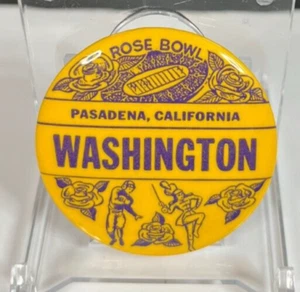 ROSE BOWL
PASADENA, CALIFORNIA
WASHINGTON